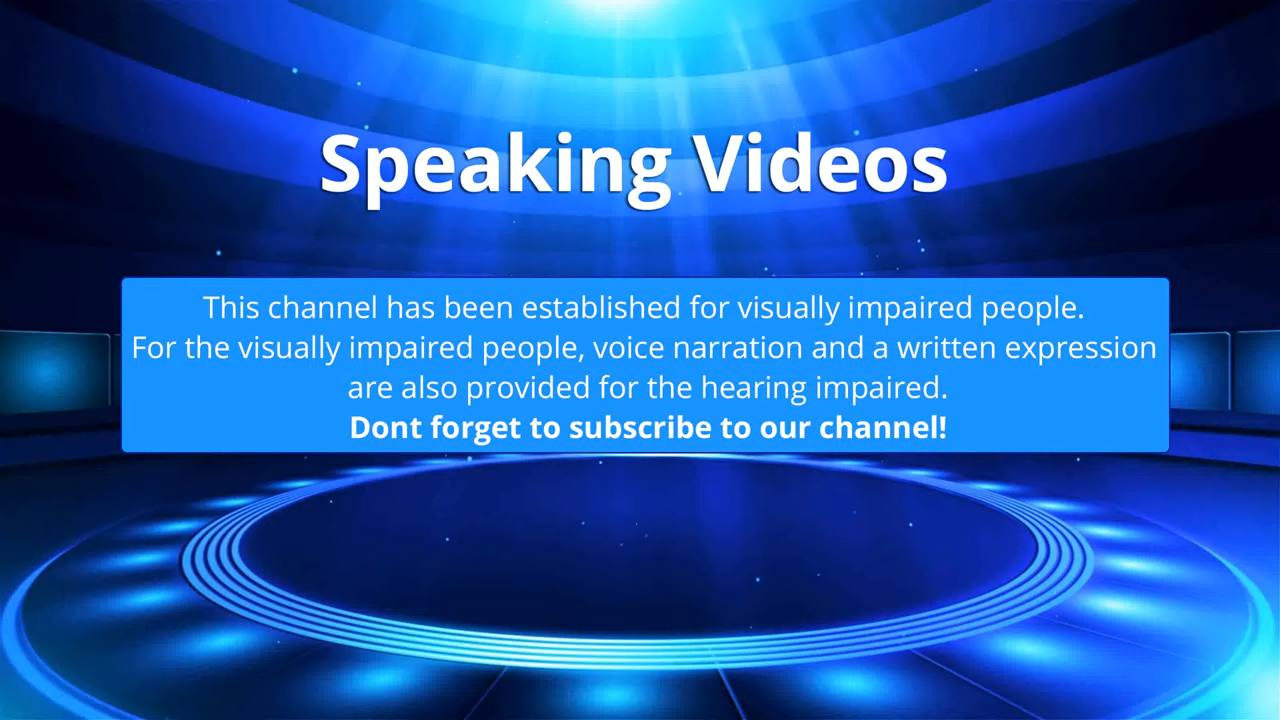 Speaking Videos
This channel has been established for visually impaired people.
For the visually impaired people, voice narration and a written expression
are also provided for the hearing impaired.
Dont forget to subscribe to our channel!